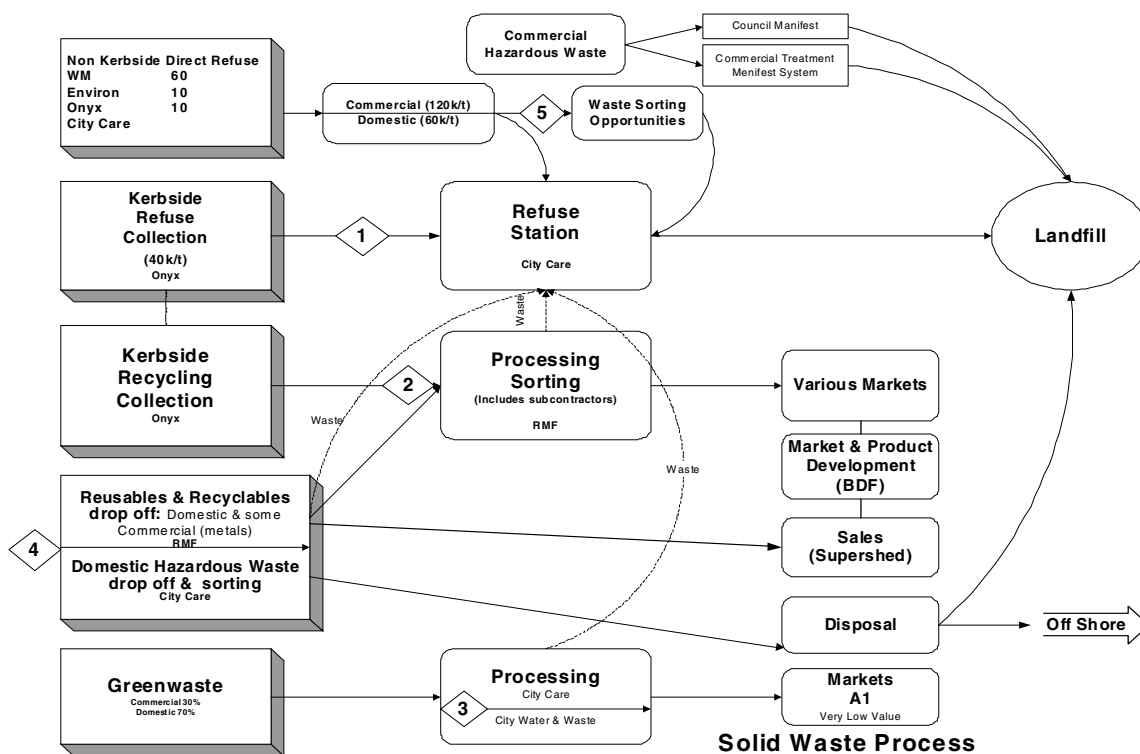 Non Kerbside Direct Refuse
WM 60
Environ 10
Onyx 10
City Care
Commercial (120k/t)
Domestic (60k/t)
5
Waste Sorting
Opportunities
Commercial
Hazardous Waste
Council Manifest
Commercial Treatment
Menifest System
Kerbside
Refuse
Collection
(40k/t)
Onyx
1
Refuse
Station
City Care
Landfill
Waste
Waste
Waste
Kerbside
Recycling
Collection
Onyx
2
Processing
Sorting
(Includes subcontractors)
RMF
Various Markets
Market & Product
Development
(BDF)
Sales
(Supershed)
4
Reusables & Recyclables
drop off: Domestic & some
Commercial (metals)
RMF
Domestic Hazardous Waste
drop off & sorting
City Care
Disposal
Off Shore
Greenwaste
Commercial 30%
Domestic 70%
Processing
City Care
3
City Water & Waste
Markets
A1
Very Low Value
Solid Waste Process